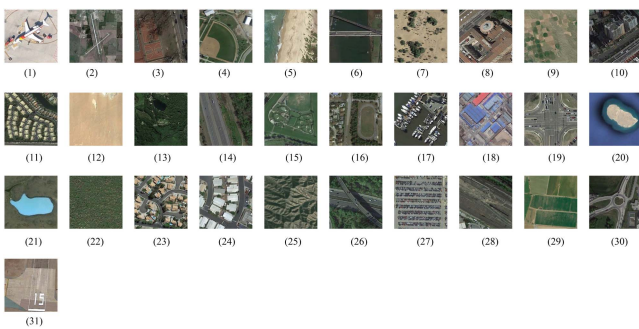 (1) (2) (3) (4) (5) (6) (7) (8) (9) (10)
(11) (12) (13) (14) (15) (16) (17) (18) (19) (20)
(21) (22) (23) (24) (25) (26) (27) (28) (29) (30)
15
(31)